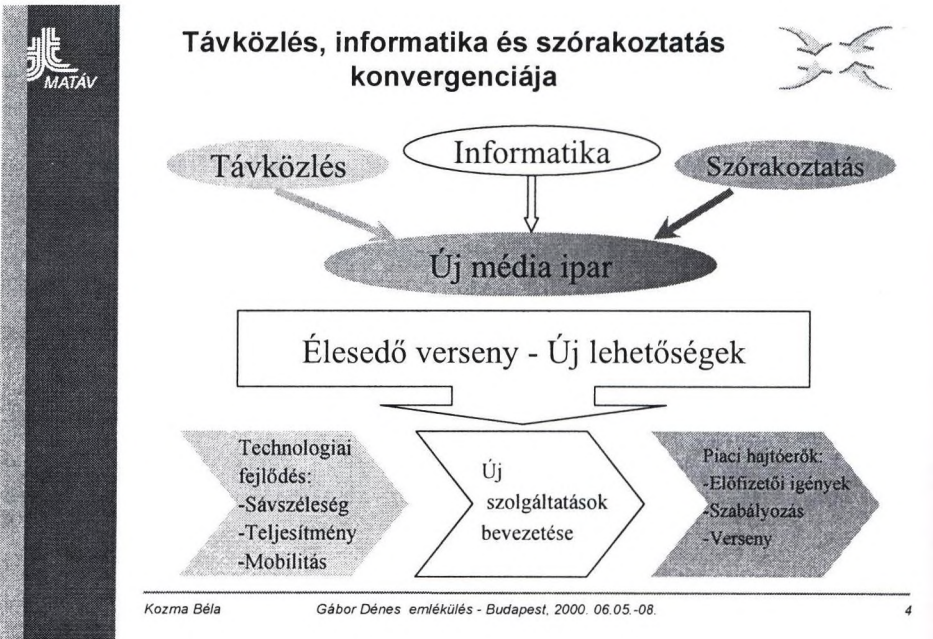 MATÁV
Távközlés, informatika és szórakoztatás
konvergenciája
Távközlés
Informatika
Szórakoztatás
Új média ipar
Élesedő verseny - Új lehetőségek
Technologiai
fejlődés:
-Sávszéleség
-Teljesítmény
-Mobilitás
Új
szolgáltatások
bevezetése
Piaci hajtóerők:
-Előfizetői igények
-Szabályozás
-Verseny
Kozma Béla
Gábor Dénes emlékülés - Budapest, 2000. 06.05.-08.
4